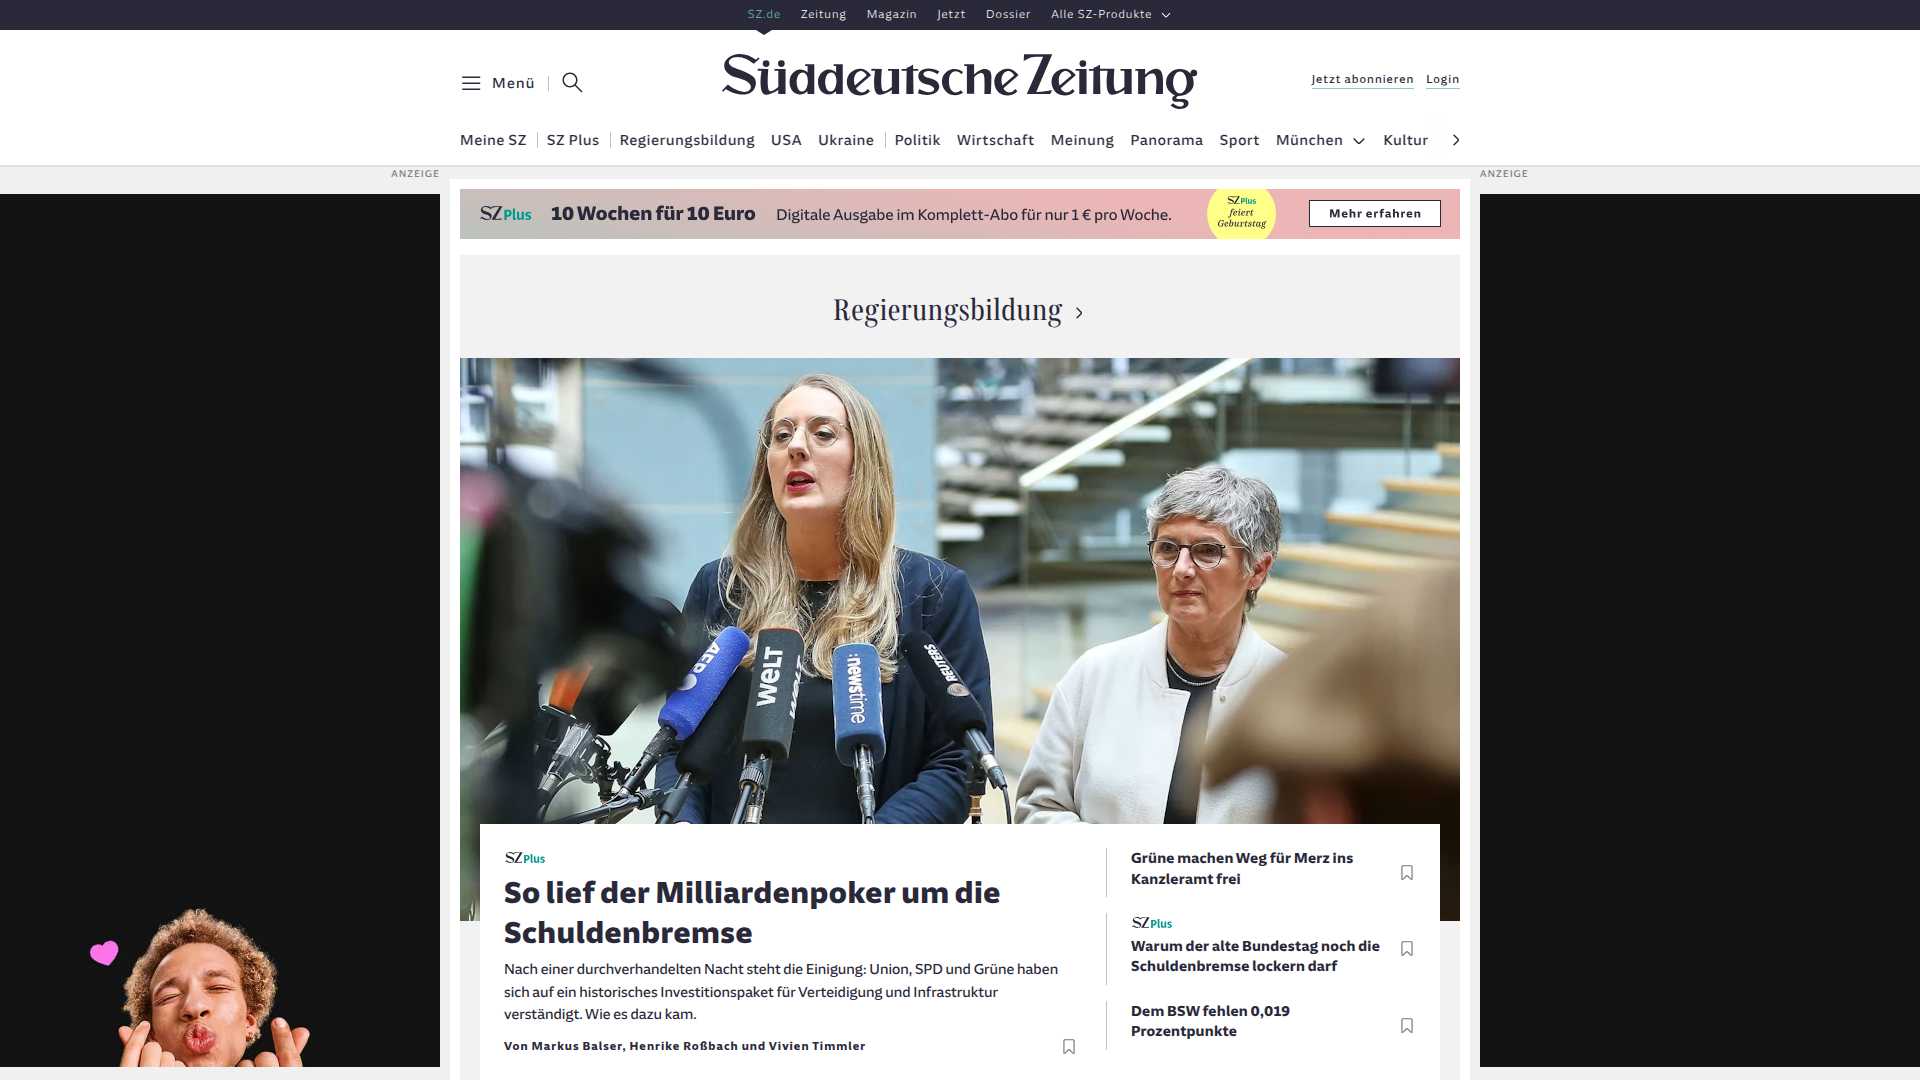 SZ.de Zeitung Magazin Jetzt Dossier Alle SZ-Produkte
Menü
Süddeutsche Zeitung
Jetzt abonnieren Login
Meine SZ SZ Plus Regierungsbildung USA Ukraine Politik Wirtschaft Meinung Panorama Sport München Kultur
ANZEIGE
ANZEIGE
SZ Plus 10 Wochen für 10 Euro Digitale Ausgabe im Komplett-Abo für nur 1 € pro Woche.
SZ Plus
feiert
Geburtstag
Mehr erfahren
Regierungsbildung
AFP
WELT
WELT
:newstime
REUTERS
SZ Plus
So lief der Milliardenpoker um die
Schuldenbremse
Nach einer durchverhandelten Nacht steht die Einigung: Union, SPD und Grüne haben
sich auf ein historisches Investitionspaket für Verteidigung und Infrastruktur
verständigt. Wie es dazu kam.
Von Markus Balser, Henrike Roßbach und Vivien Timmler
Grüne machen Weg für Merz ins
Kanzleramt frei
SZ Plus
Warum der alte Bundestag noch die
Schuldenbremse lockern darf
Dem BSW fehlen 0,019
Prozentpunkte